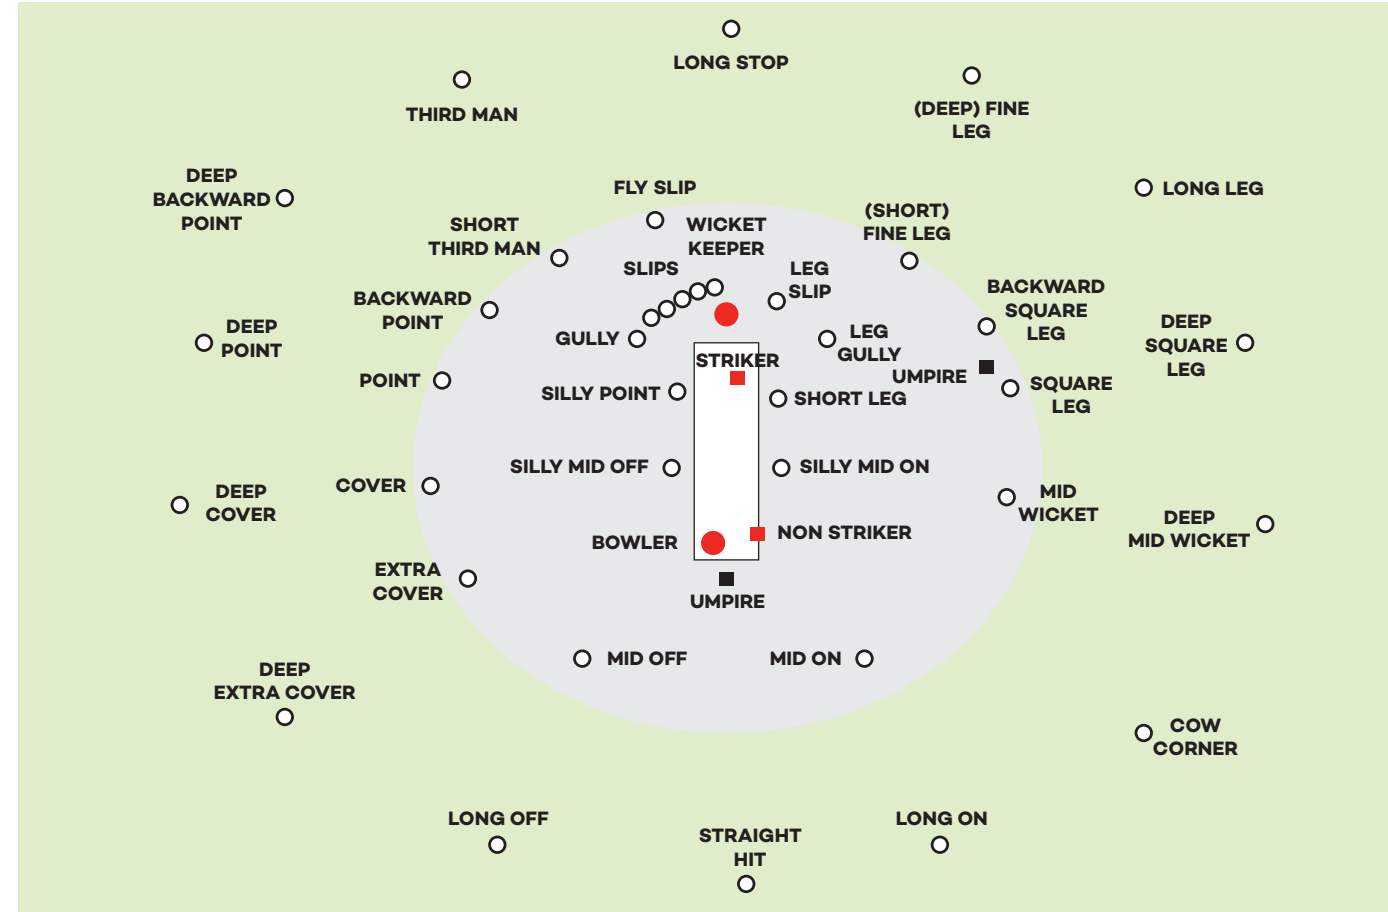 LONG STOP
THIRD MAN
(DEEP) FINE
LEG
DEEP
BACKWARD
POINT
FLY SLIP
LONG LEG
SHORT
THIRD MAN
WICKET
KEEPER
(SHORT)
FINE LEG
SLIPS
LEG
SLIP
BACKWARD
POINT
BACKWARD
SQUARE
LEG
DEEP
POINT
GULLY
LEG
GULLY
DEEP
SQUARE
LEG
STRIKER
UMPIRE
POINT
SILLY POINT
SHORT LEG
SQUARE
LEG
SILLY MID OFF
SILLY MID ON
COVER
DEEP
COVER
MID
WICKET
DEEP
MID WICKET
BOWLER
NON STRIKER
EXTRA
COVER
UMPIRE
MID OFF
MID ON
DEEP
EXTRA COVER
COW
CORNER
LONG OFF
STRAIGHT
HIT
LONG ON